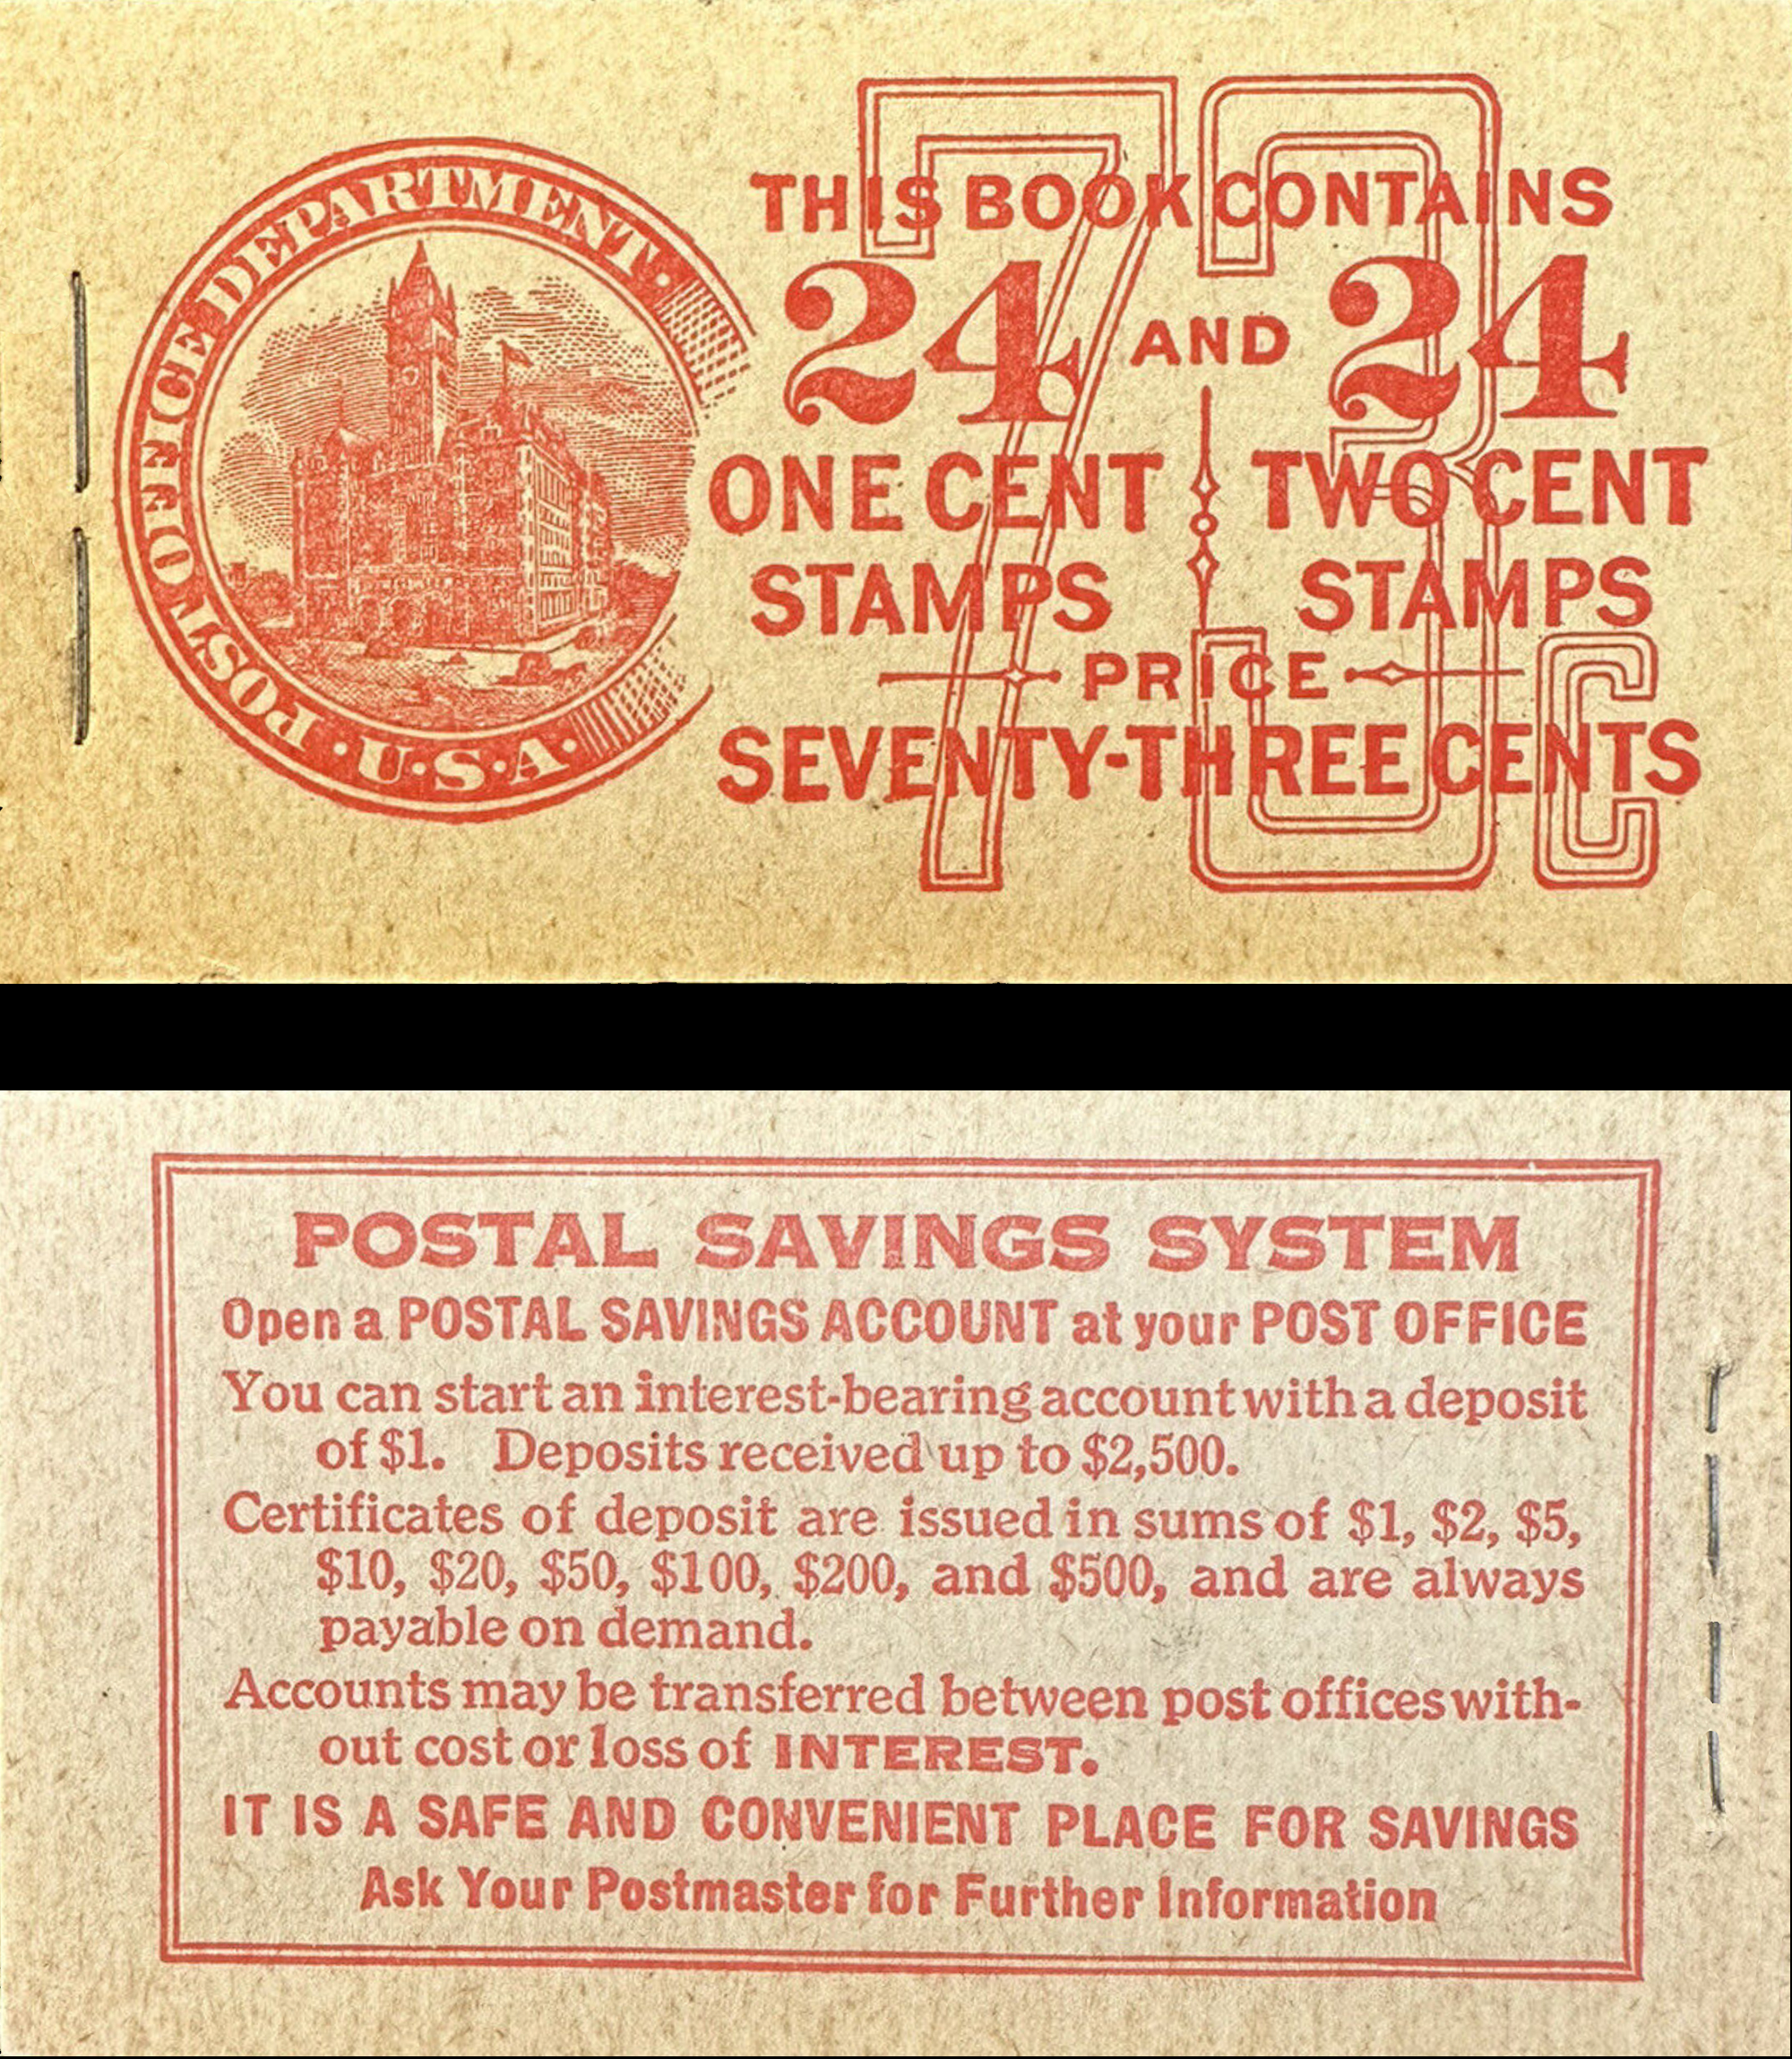 POST OFFICE DEPARTMENT · U·S·A·
73c
THIS BOOK CONTAINS
24 AND 24
ONE CENT TWO CENT
STAMPS STAMPS
PRICE
SEVENTY-THREE CENTS
POSTAL SAVINGS SYSTEM
Open a POSTAL SAVINGS ACCOUNT at your POST OFFICE
You can start an interest-bearing account with a deposit
of $1. Deposits received up to $2,500.
Certificates of deposit are issued in sums of $1, $2, $5,
$10, $20, $50, $100, $200, and $500, and are always
payable on demand.
Accounts may be transferred between post offices with-
out cost or loss of INTEREST.
IT IS A SAFE AND CONVENIENT PLACE FOR SAVINGS
Ask Your Postmaster for Further Information